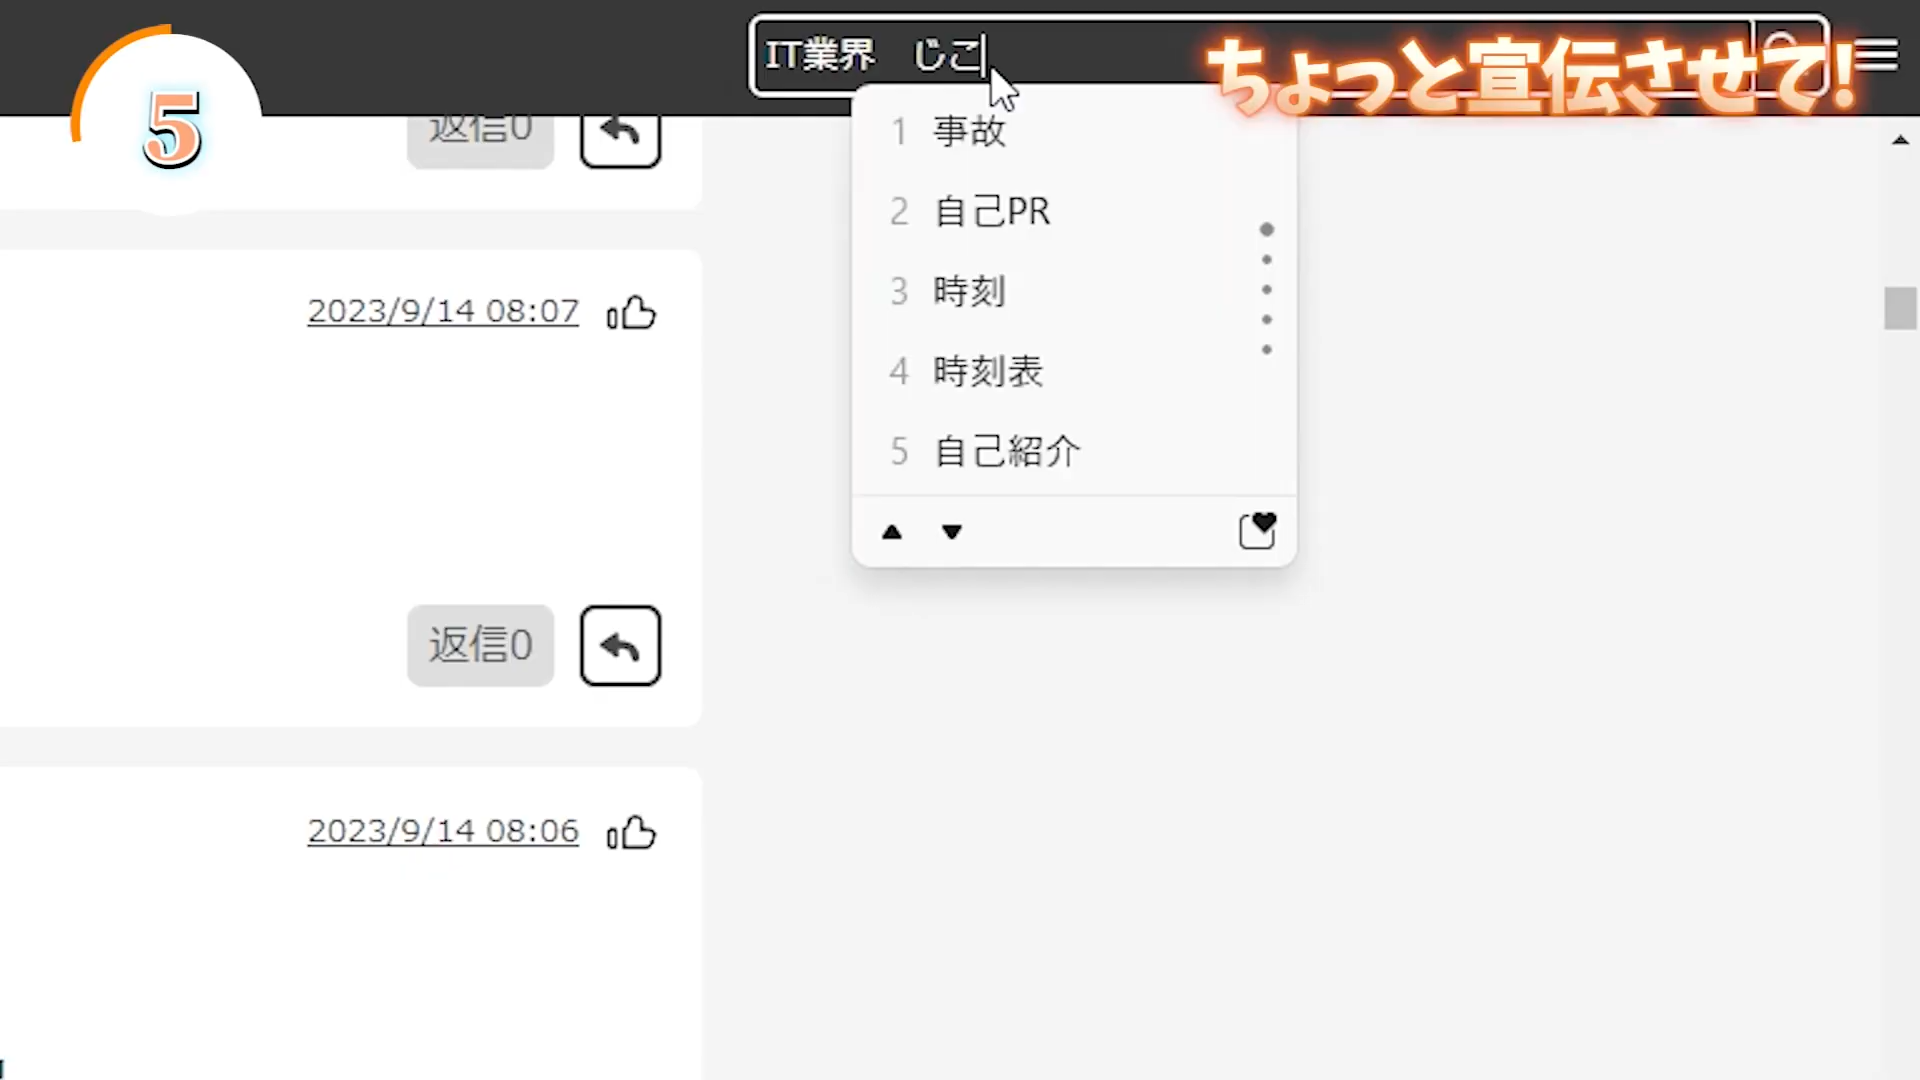 IT業界　じこ
ちょっと宣伝させて!
5
返信0
1 事故
2 自己PR
3 時刻
4 時刻表
5 自己紹介
2023/9/14 08:07
返信0
2023/9/14 08:06